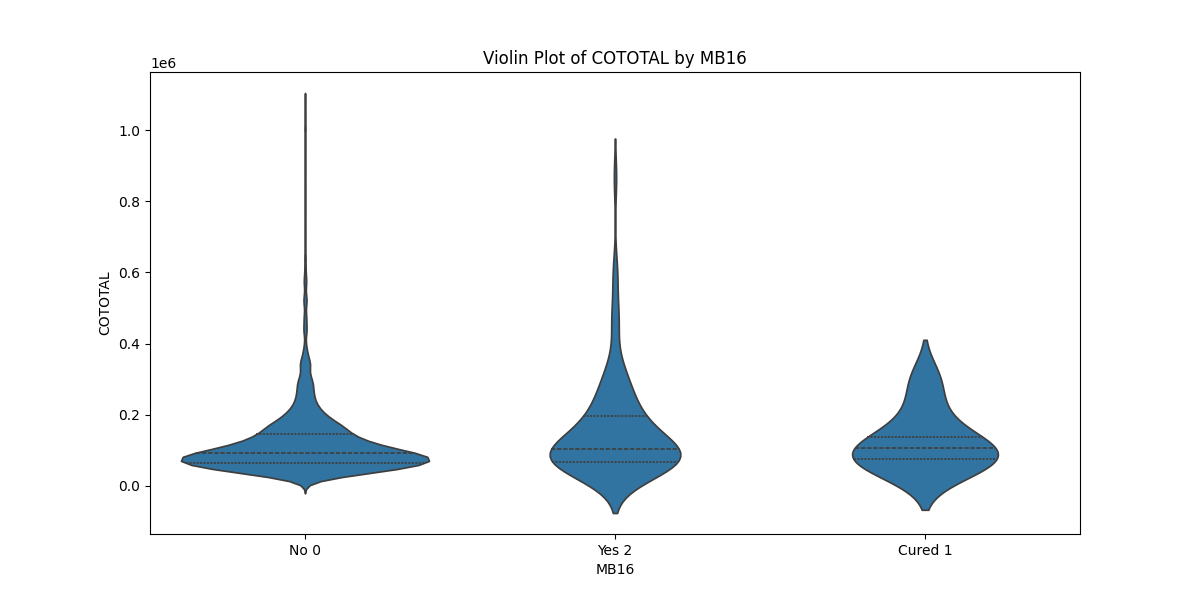 Violin Plot of COTOTAL by MB16
1e6
1.0
0.8
0.6
0.4
0.2
0.0
COTOTAL
No 0
Yes 2
Cured 1
MB16